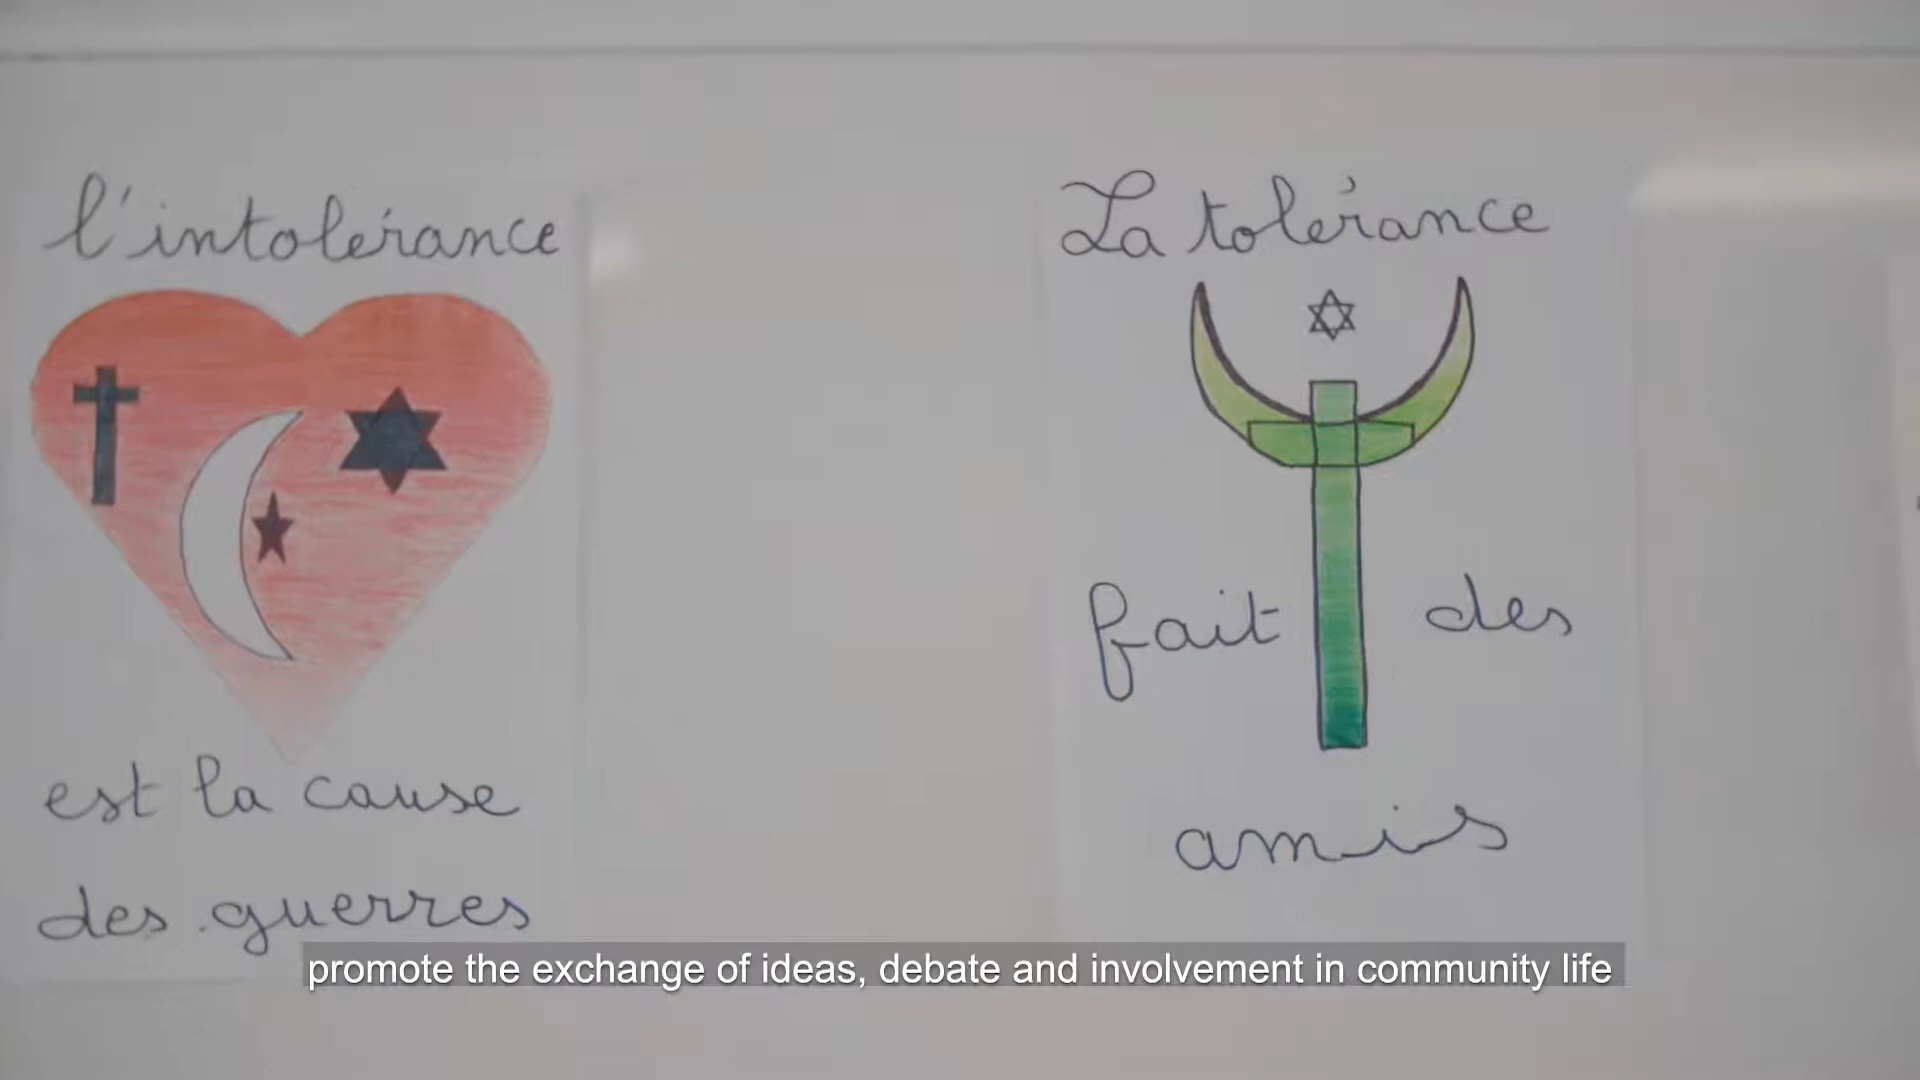 l'intolérance
est la cause
des guerres
La tolérance
fait des
amis
promote the exchange of ideas, debate and involvement in community life